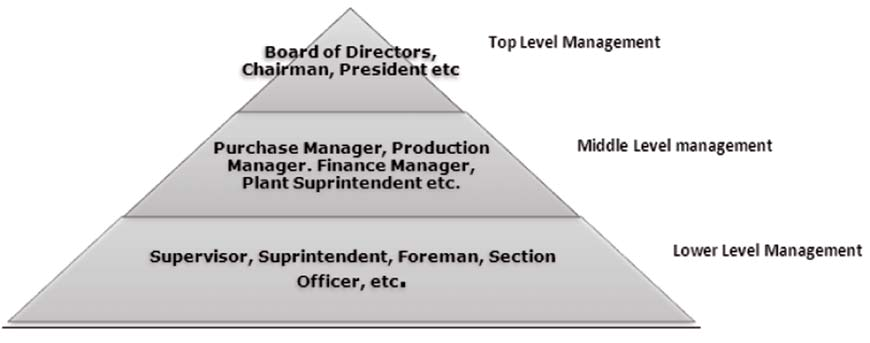 Board of Directors,
Chairman, President etc
Top Level Management
Purchase Manager, Production
Manager. Finance Manager,
Plant Suprintendent etc.
Middle Level management
Supervisor, Suprintendent, Foreman, Section
Officer, etc.
Lower Level Management